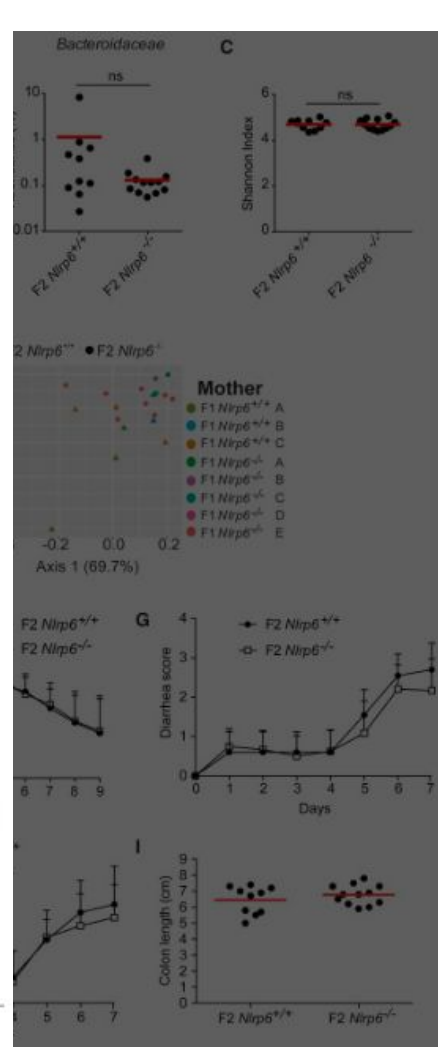 Bacteroidaceae
ns
10
1
0.1
0.01
F2 Nlrp6+/+
F2 Nlrp6-/-
C
ns
6
4
2
0
Shannon Index
F2 Nlrp6+/+
F2 Nlrp6-/-
2 Nlrp6+/+ F2 Nlrp6-/-
Mother
F1 Nlrp6+/+ A
F1 Nlrp6+/+ B
F1 Nlrp6+/+ C
F1 Nlrp6-/- A
F1 Nlrp6-/- B
F1 Nlrp6-/- C
F1 Nlrp6-/- D
F1 Nlrp6-/- E
-0.2 0.0 0.2
Axis 1 (69.7%)
F2 Nlrp6+/+
F2 Nlrp6-/-
6 7 8 9
G
F2 Nlrp6+/+
F2 Nlrp6-/-
4
3
2
1
0
Diarrhea score
0 1 2 3 4 5 6 7
Days
4 5 6 7
I
9
8
7
6
5
4
3
2
1
0
Colon length (cm)
F2 Nlrp6+/+ F2 Nlrp6-/-